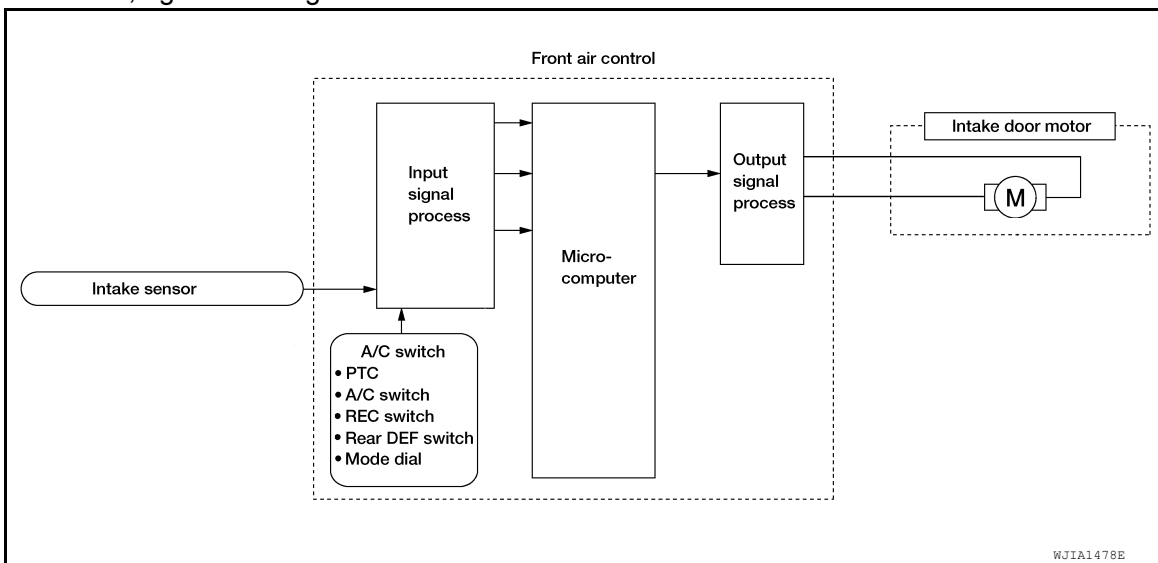 Front air control
Intake door motor
Input
signal
process
Micro-
computer
Output
signal
process
M
Intake sensor
A/C switch
• PTC
• A/C switch
• REC switch
• Rear DEF switch
• Mode dial
WJIA1478E